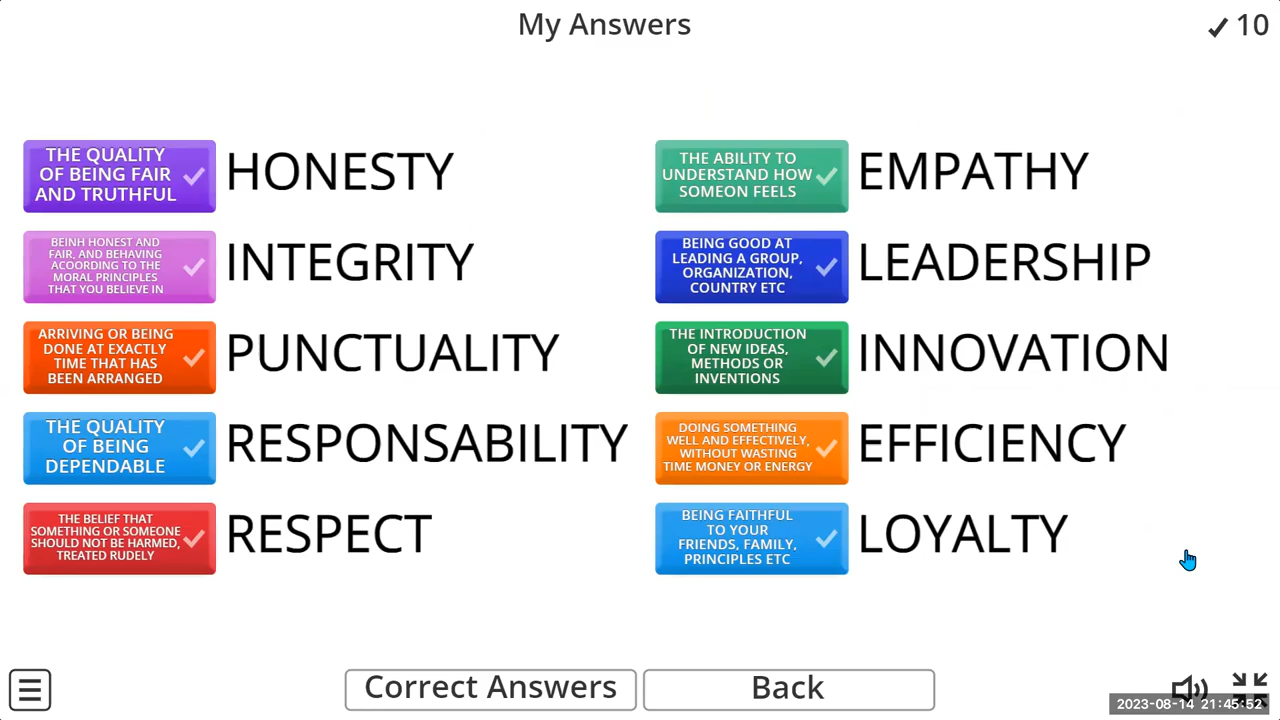 My Answers
10
THE QUALITY
OF BEING FAIR
AND TRUTHFUL
HONESTY
BEINH HONEST AND
FAIR, AND BEHAVING
ACOORDING TO THE
MORAL PRINCIPLES
THAT YOU BELIEVE IN
INTEGRITY
ARRIVING OR BEING
DONE AT EXACTLY
TIME THAT HAS
BEEN ARRANGED
PUNCTUALITY
THE QUALITY
OF BEING
DEPENDABLE
RESPONSABILITY
THE BELIEF THAT
SOMETHING OR SOMEONE
SHOULD NOT BE HARMED,
TREATED RUDELY
RESPECT
THE ABILITY TO
UNDERSTAND HOW
SOMEON FEELS
EMPATHY
BEING GOOD AT
LEADING A GROUP,
ORGANIZATION,
COUNTRY ETC
LEADERSHIP
THE INTRODUCTION
OF NEW IDEAS,
METHODS OR
INVENTIONS
INNOVATION
DOING SOMETHING
WELL AND EFFECTIVELY,
WITHOUT WASTING
TIME MONEY OR ENERGY
EFFICIENCY
BEING FAITHFUL
TO YOUR
FRIENDS, FAMILY,
PRINCIPLES ETC
LOYALTY
Correct Answers
Back
2023-08-14 21:45:52